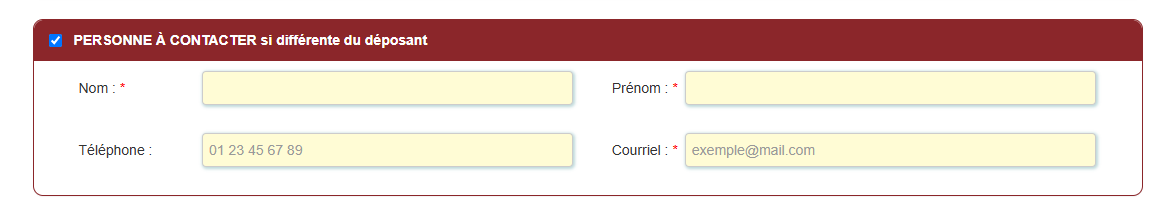 PERSONNE À CONTACTER si différente du déposant
Nom : * Prénom : *
Téléphone : 01 23 45 67 89 Courriel : * exemple@mail.com